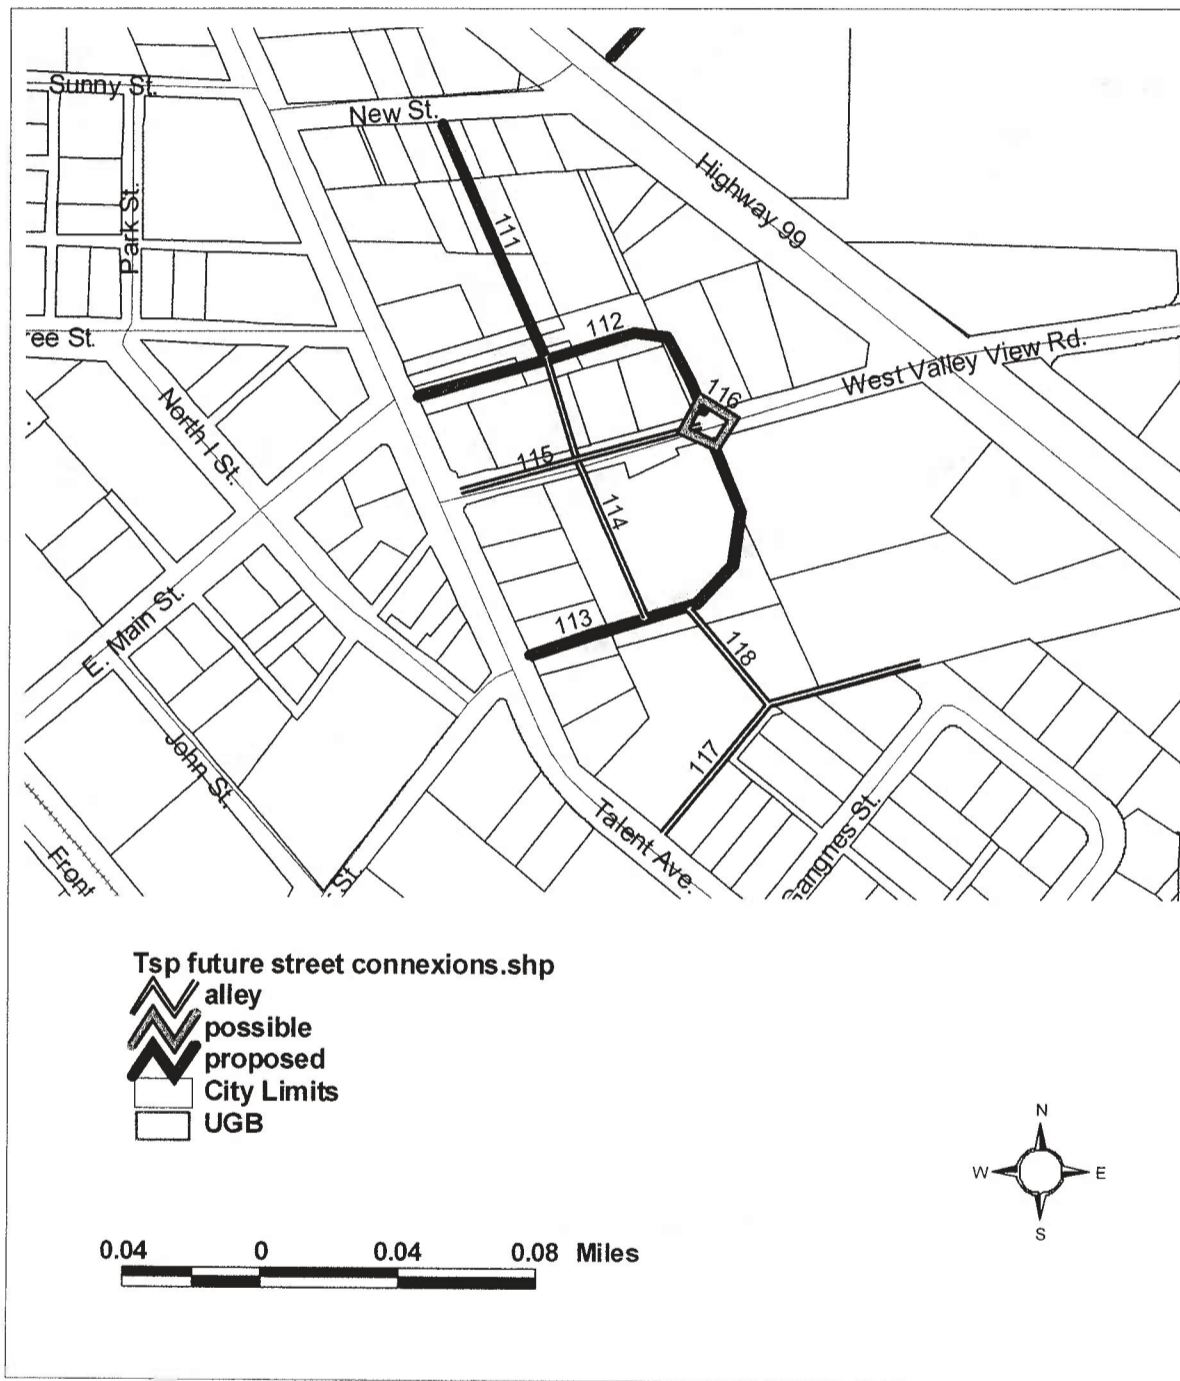 Sunny St.
New St.
Highway 99
Park St.
111
112
ree St.
West Valley View Rd.
116
North I St.
115
114
113
E. Main St.
118
117
John St.
Talent Ave.
Gangnes St.
Front
St.
Tsp future street connexions.shp
alley
possible
proposed
City Limits
UGB
N
W E
S
0.04 0 0.04 0.08 Miles